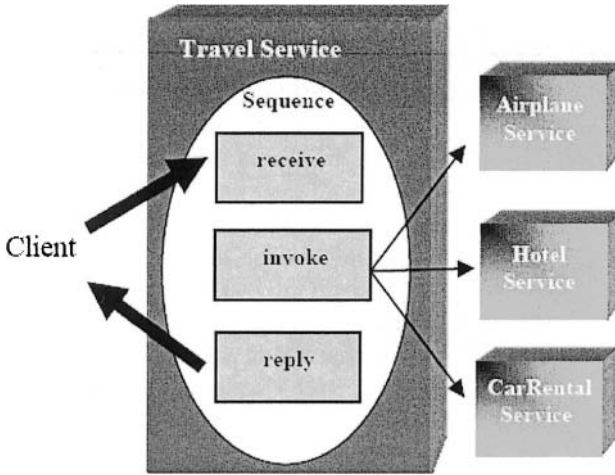 Travel Service
Sequence
receive
invoke
reply
Client
Airplane
Service
Hotel
Service
CarRental
Service